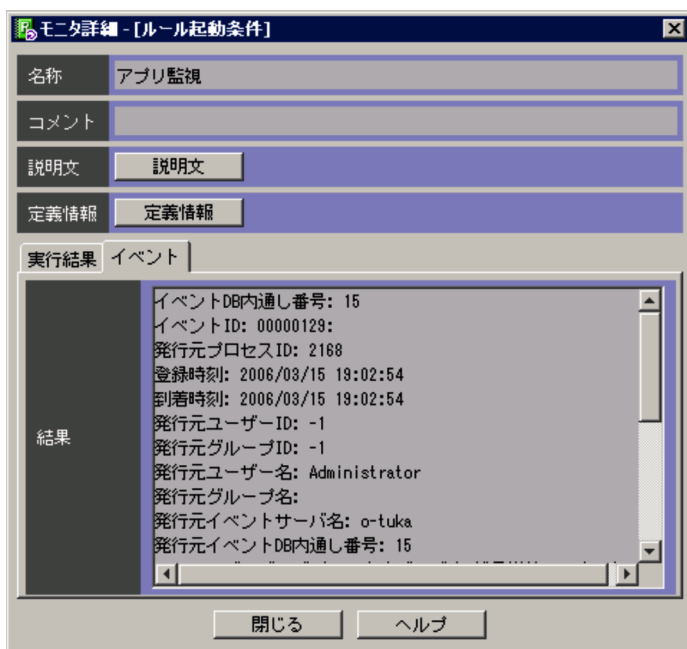 モニタ詳細 - [ルール起動条件]
名称 アプリ監視
コメント
説明文 説明文
定義情報 定義情報
実行結果 イベント
結果
イベントDB内通し番号: 15
イベントID: 00000129:
発行元プロセスID: 2168
登録時刻: 2006/03/15 19:02:54
到着時刻: 2006/03/15 19:02:54
発行元ユーザーID: -1
発行元グループID: -1
発行元ユーザー名: Administrator
発行元グループ名:
発行元イベントサーバ名: o-tuka
発行元イベントDB内通し番号: 15
閉じる ヘルプ